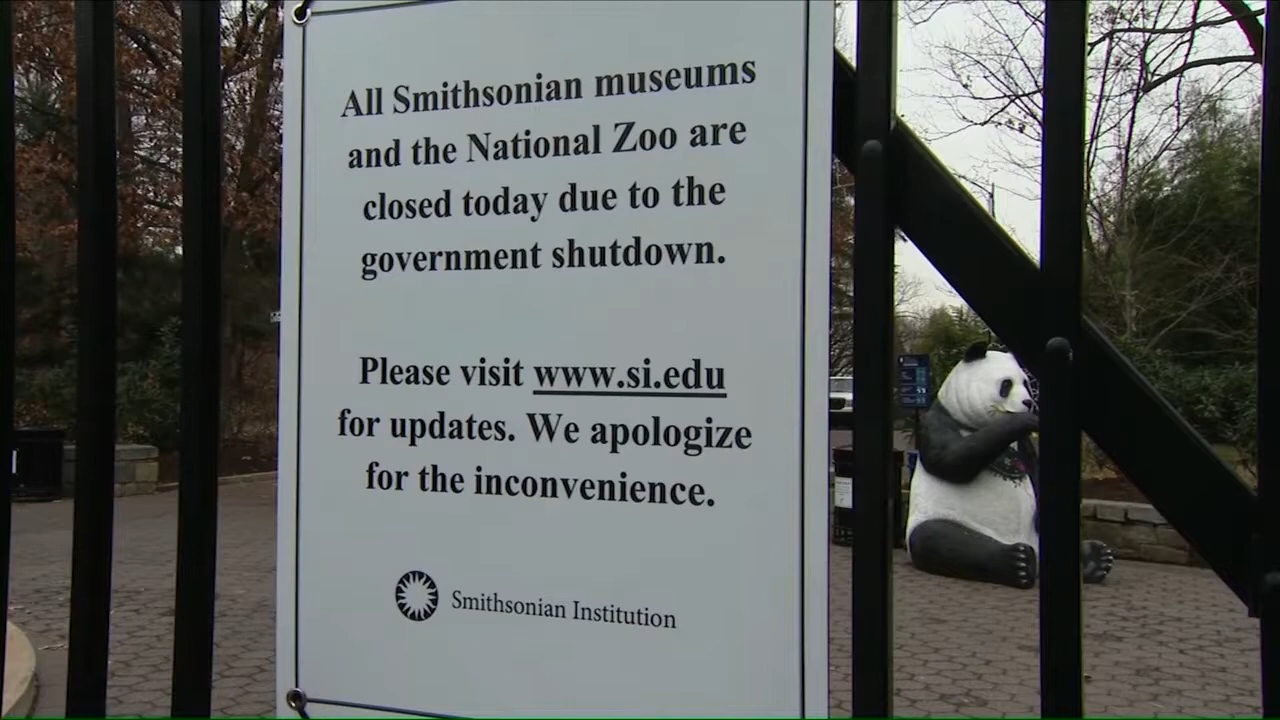 All Smithsonian museums
and the National Zoo are
closed today due to the
government shutdown.
Please visit www.si.edu
for updates. We apologize
for the inconvenience.
Smithsonian Institution